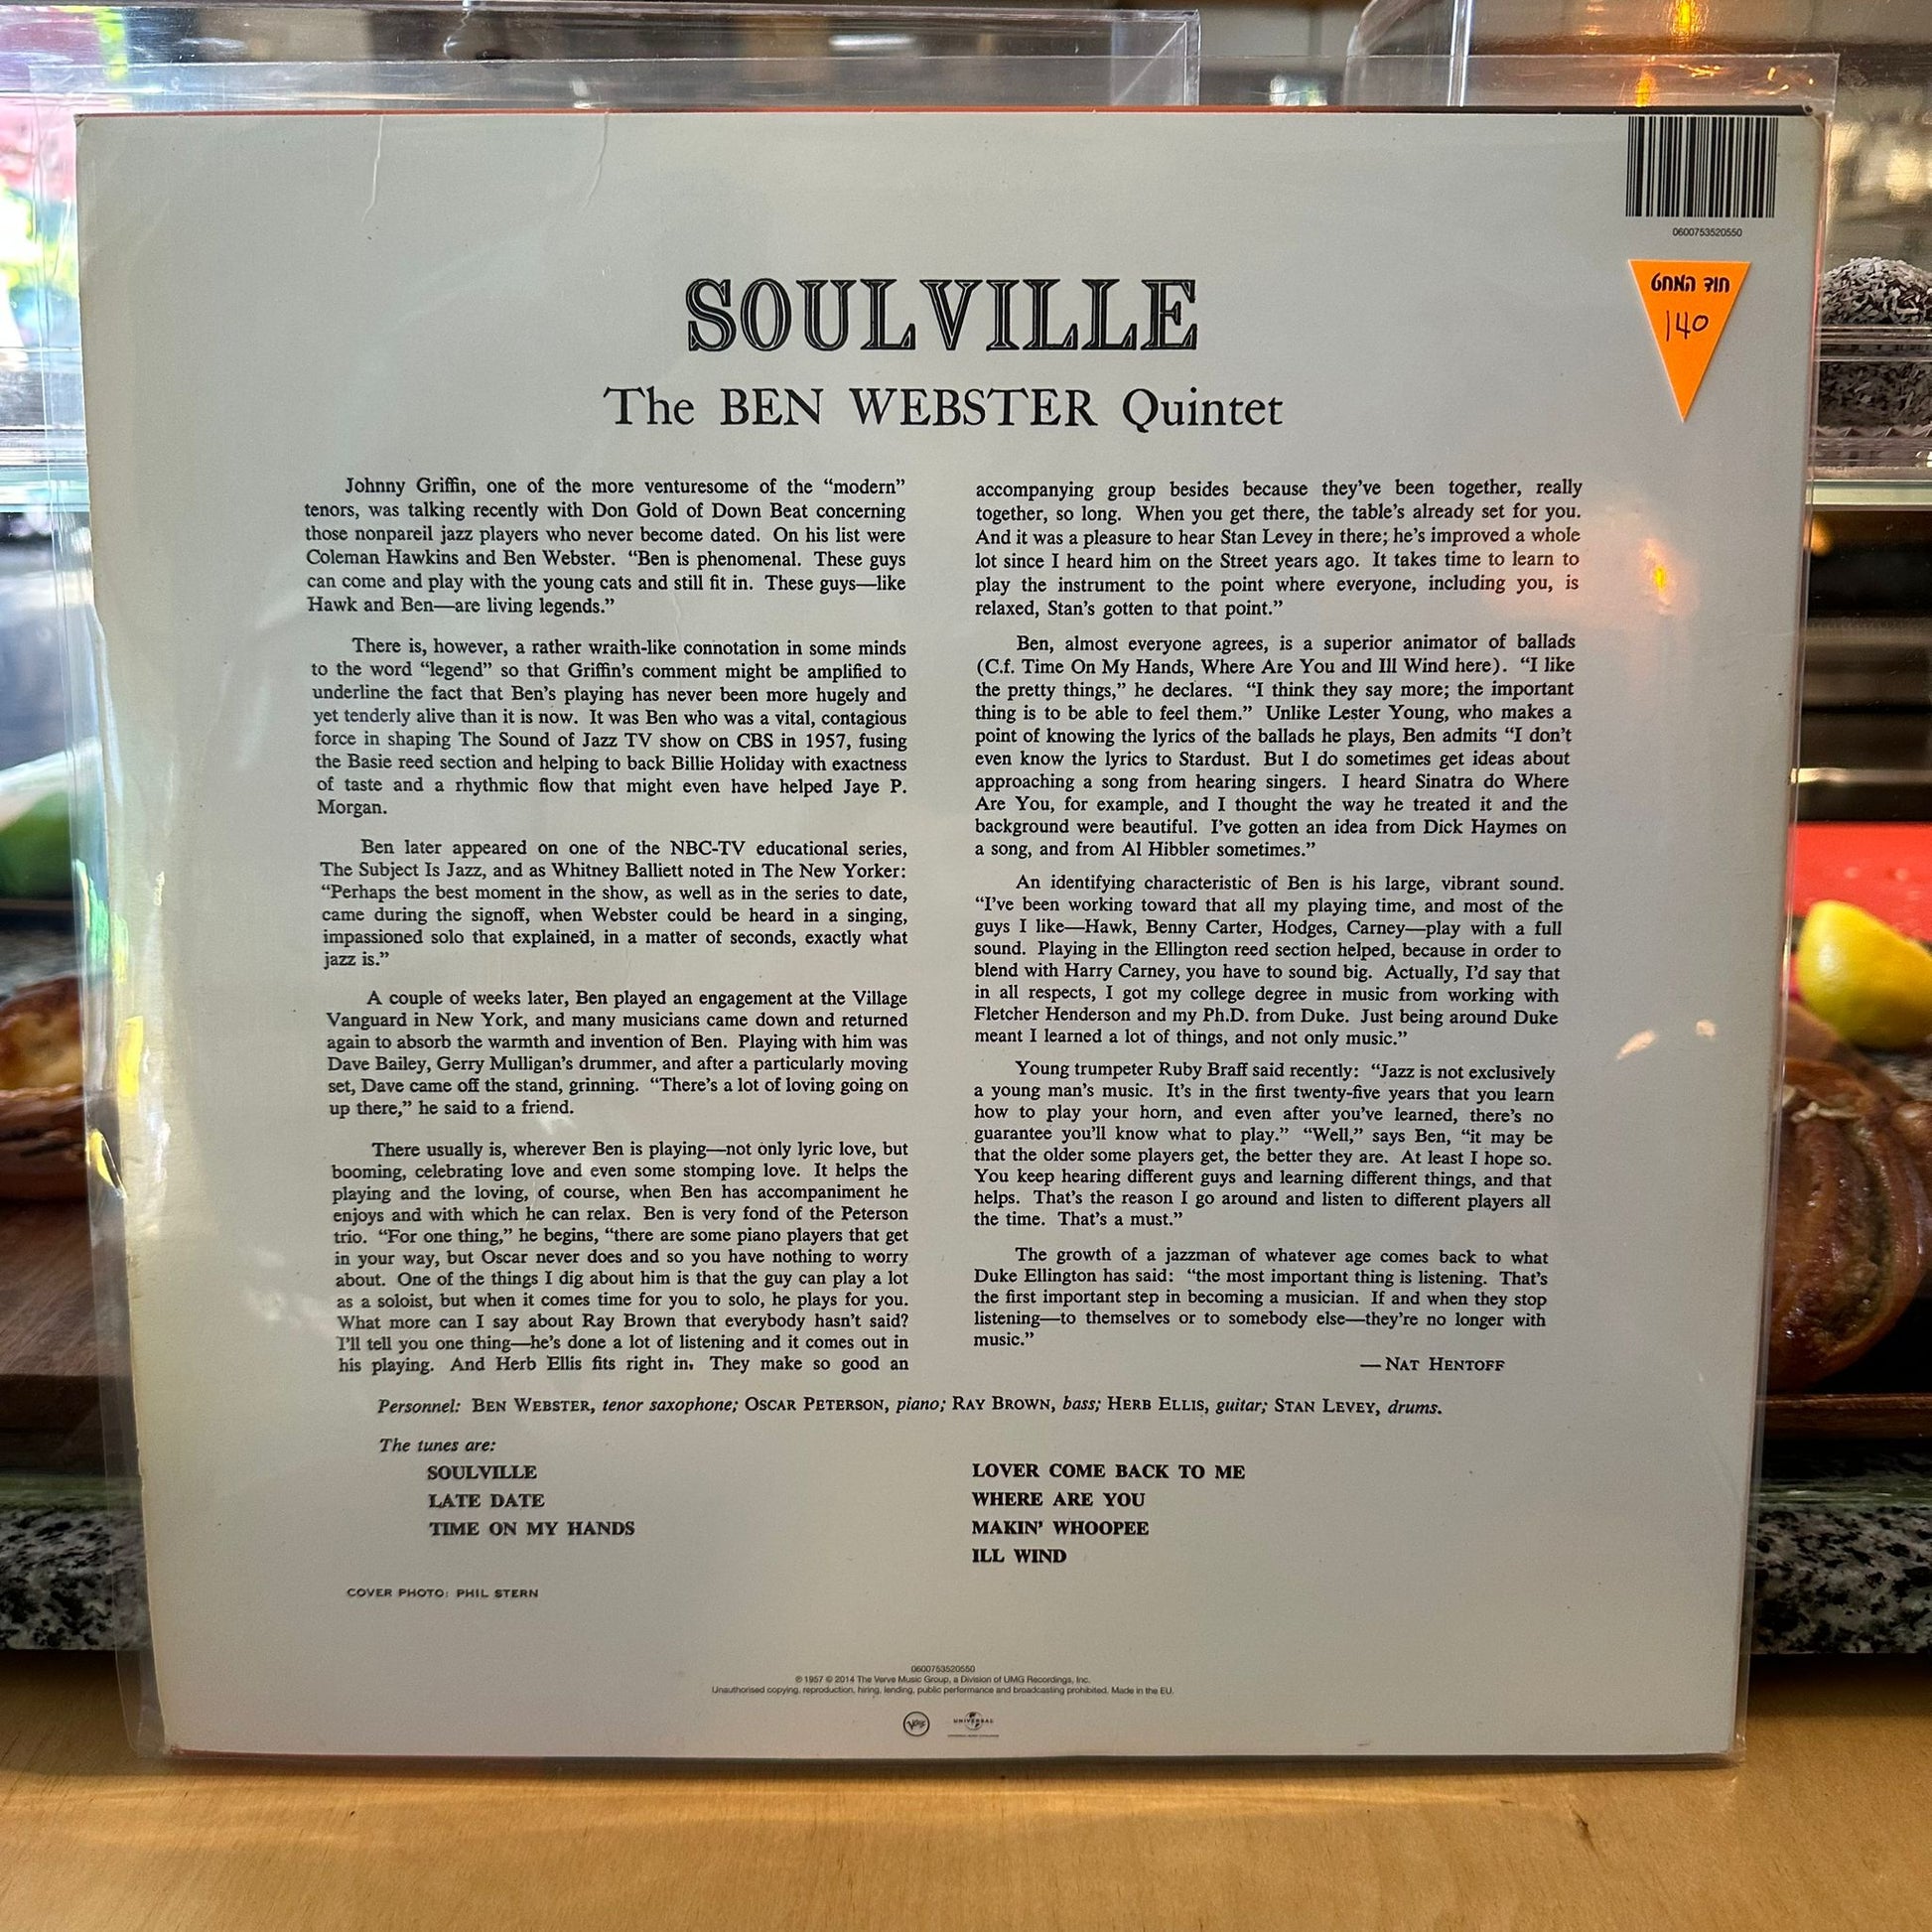 0600753520550
חוד המחט
140
SOULVILLE
The BEN WEBSTER Quintet
Johnny Griffin, one of the more venturesome of the “modern”
tenors, was talking recently with Don Gold of Down Beat concerning
those nonpareil jazz players who never become dated. On his list were
Coleman Hawkins and Ben Webster. “Ben is phenomenal. These guys
can come and play with the young cats and still fit in. These guys—like
Hawk and Ben—are living legends.”
There is, however, a rather wraith-like connotation in some minds
to the word “legend” so that Griffin’s comment might be amplified to
underline the fact that Ben’s playing has never been more hugely and
yet tenderly alive than it is now. It was Ben who was a vital, contagious
force in shaping The Sound of Jazz TV show on CBS in 1957, fusing
the Basie reed section and helping to back Billie Holiday with exactness
of taste and a rhythmic flow that might even have helped Jaye P.
Morgan.
Ben later appeared on one of the NBC-TV educational series,
The Subject Is Jazz, and as Whitney Balliett noted in The New Yorker:
“Perhaps the best moment in the show, as well as in the series to date,
came during the signoff, when Webster could be heard in a singing,
impassioned solo that explained, in a matter of seconds, exactly what
jazz is.”
A couple of weeks later, Ben played an engagement at the Village
Vanguard in New York, and many musicians came down and returned
again to absorb the warmth and invention of Ben. Playing with him was
Dave Bailey, Gerry Mulligan’s drummer, and after a particularly moving
set, Dave came off the stand, grinning. “There’s a lot of loving going on
up there,” he said to a friend.
There usually is, wherever Ben is playing—not only lyric love, but
booming, celebrating love and even some stomping love. It helps the
playing and the loving, of course, when Ben has accompaniment he
enjoys and with which he can relax. Ben is very fond of the Peterson
trio. “For one thing,” he begins, “there are some piano players that get
in your way, but Oscar never does and so you have nothing to worry
about. One of the things I dig about him is that the guy can play a lot
as a soloist, but when it comes time for you to solo, he plays for you.
What more can I say about Ray Brown that everybody hasn’t said?
I’ll tell you one thing—he’s done a lot of listening and it comes out in
his playing. And Herb Ellis fits right in. They make so good an
accompanying group besides because they’ve been together, really
together, so long. When you get there, the table’s already set for you.
And it was a pleasure to hear Stan Levey in there; he’s improved a whole
lot since I heard him on the Street years ago. It takes time to learn to
play the instrument to the point where everyone, including you, is
relaxed, Stan’s gotten to that point.”
Ben, almost everyone agrees, is a superior animator of ballads
(C.f. Time On My Hands, Where Are You and Ill Wind here). “I like
the pretty things,” he declares. “I think they say more; the important
thing is to be able to feel them.” Unlike Lester Young, who makes a
point of knowing the lyrics of the ballads he plays, Ben admits “I don’t
even know the lyrics to Stardust. But I do sometimes get ideas about
approaching a song from hearing singers. I heard Sinatra do Where
Are You, for example, and I thought the way he treated it and the
background were beautiful. I’ve gotten an idea from Dick Haymes on
a song, and from Al Hibbler sometimes.”
An identifying characteristic of Ben is his large, vibrant sound.
“I’ve been working toward that all my playing time, and most of the
guys I like—Hawk, Benny Carter, Hodges, Carney—play with a full
sound. Playing in the Ellington reed section helped, because in order to
blend with Harry Carney, you have to sound big. Actually, I’d say that
in all respects, I got my college degree in music from working with
Fletcher Henderson and my Ph.D. from Duke. Just being around Duke
meant I learned a lot of things, and not only music.”
Young trumpeter Ruby Braff said recently: “Jazz is not exclusively
a young man’s music. It’s in the first twenty-five years that you learn
how to play your horn, and even after you’ve learned, there’s no
guarantee you’ll know what to play.” “Well,” says Ben, “it may be
that the older some players get, the better they are. At least I hope so.
You keep hearing different guys and learning different things, and that
helps. That’s the reason I go around and listen to different players all
the time. That’s a must.”
The growth of a jazzman of whatever age comes back to what
Duke Ellington has said: “the most important thing is listening. That’s
the first important step in becoming a musician. If and when they stop
listening—to themselves or to somebody else—they’re no longer with
music.”
— NAT HENTOFF
Personnel: BEN WEBSTER, tenor saxophone; OSCAR PETERSON, piano; RAY BROWN, bass; HERB ELLIS, guitar; STAN LEVEY, drums.
The tunes are:
SOULVILLE
LATE DATE
TIME ON MY HANDS
LOVER COME BACK TO ME
WHERE ARE YOU
MAKIN’ WHOOPEE
ILL WIND
COVER PHOTO: PHIL STERN
0600753520550
℗ 1957 © 2014 The Verve Music Group, a Division of UMG Recordings, Inc.
Unauthorised copying, reproduction, hiring, lending, public performance and broadcasting prohibited. Made in the EU.
Verve
UNIVERSAL